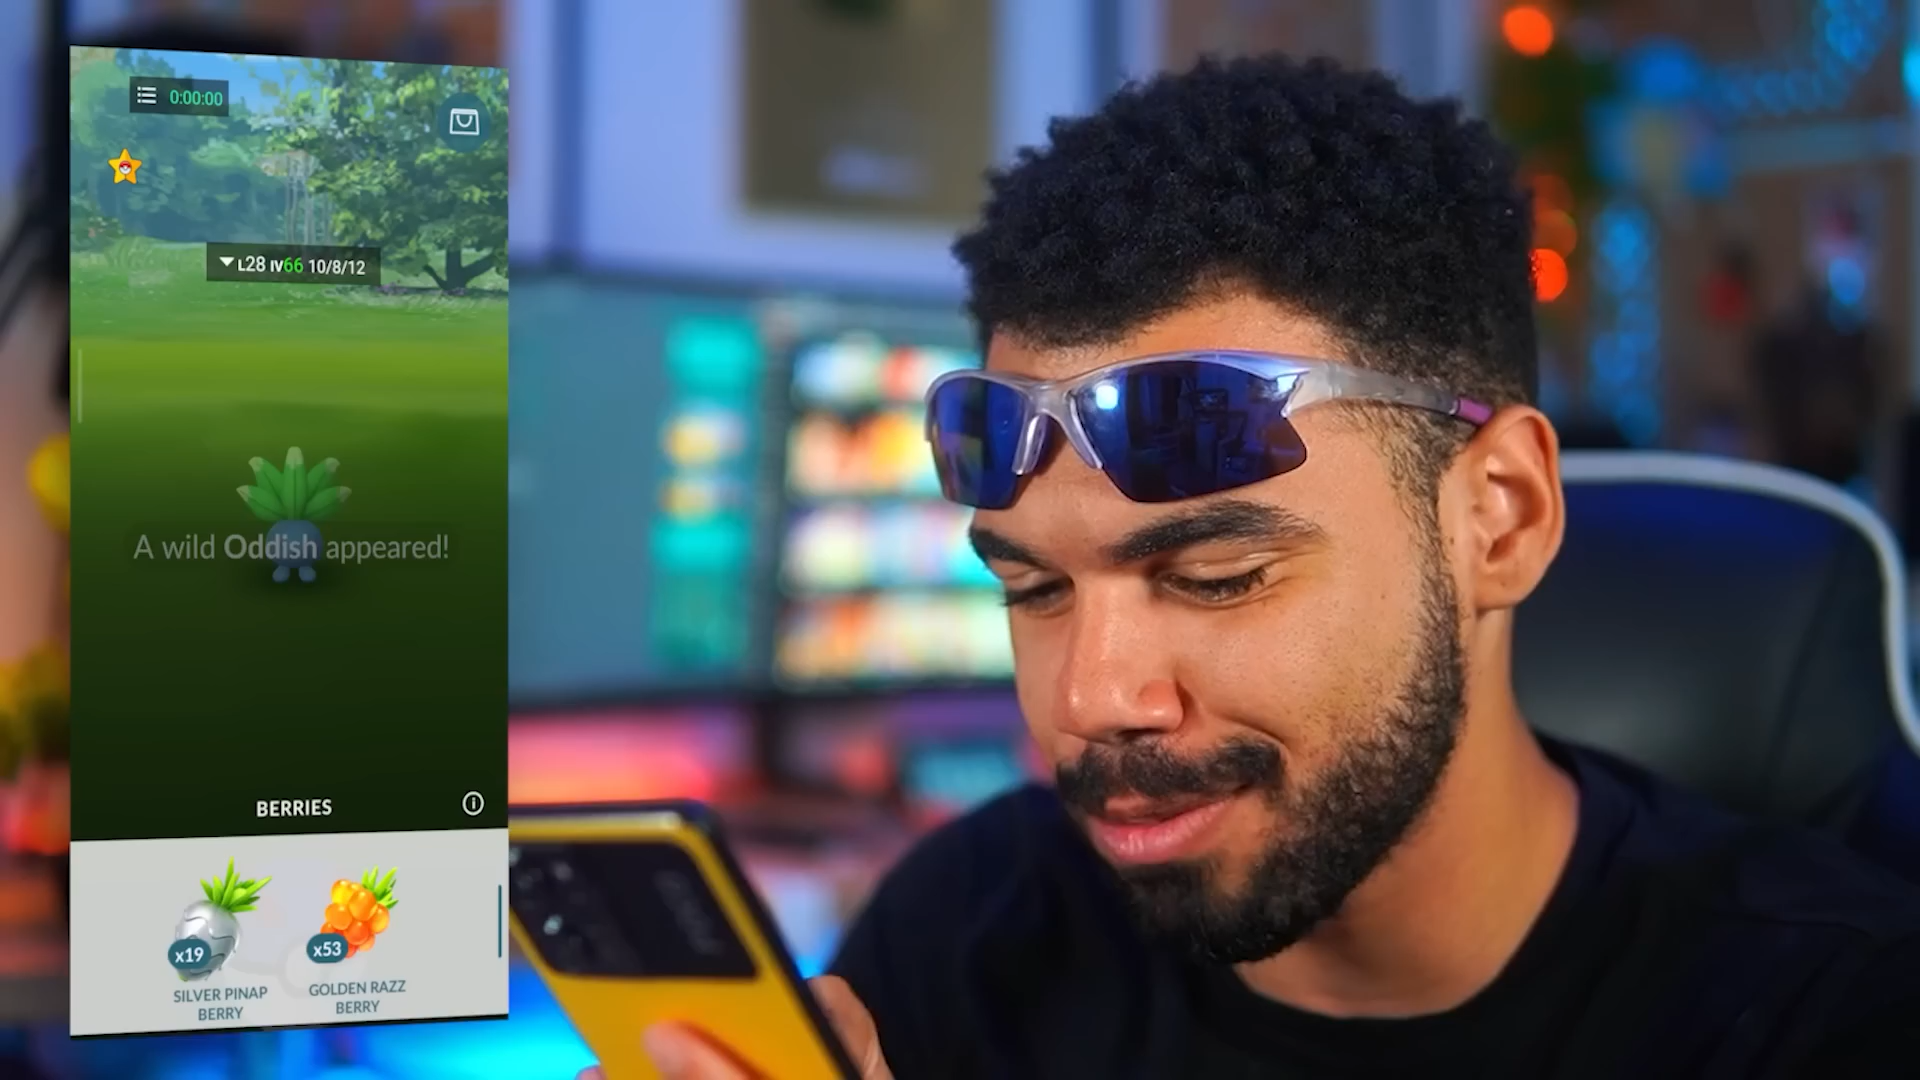 0:00:00
L28 IV66 10/8/12
A wild Oddish appeared!
BERRIES
x19
x53
SILVER PINAP
BERRY
GOLDEN RAZZ
BERRY